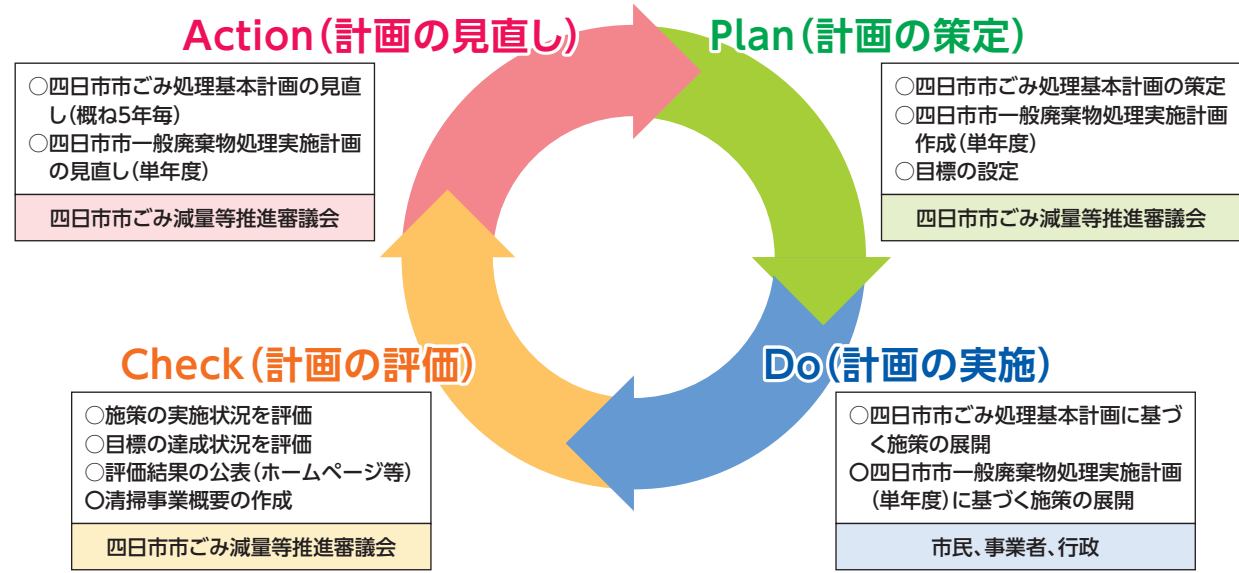 Action(計画の見直し)
○四日市市ごみ処理基本計画の見直
し(概ね5年毎)
○四日市市一般廃棄物処理実施計画
の見直し(単年度)
四日市市ごみ減量等推進審議会
Plan(計画の策定)
○四日市市ごみ処理基本計画の策定
○四日市市一般廃棄物処理実施計画
作成(単年度)
○目標の設定
四日市市ごみ減量等推進審議会
Check(計画の評価)
○施策の実施状況を評価
○目標の達成状況を評価
○評価結果の公表(ホームページ等)
○清掃事業概要の作成
四日市市ごみ減量等推進審議会
Do(計画の実施)
○四日市市ごみ処理基本計画に基づ
く施策の展開
○四日市市一般廃棄物処理実施計画
(単年度)に基づく施策の展開
市民、事業者、行政